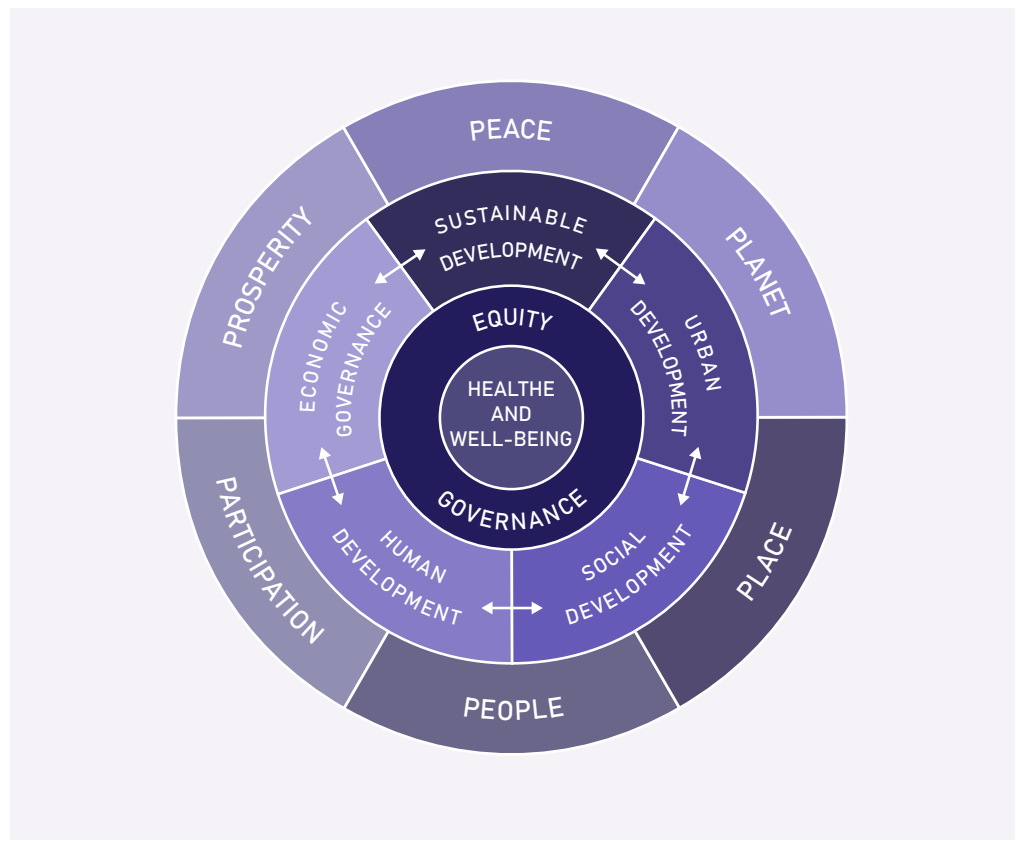 PEACE
PLANET
PLACE
PEOPLE
PARTICIPATION
PROSPERITY
SUSTAINABLE
DEVELOPMENT
URBAN
DEVELOPMENT
SOCIAL
DEVELOPMENT
HUMAN
DEVELOPMENT
ECONOMIC
GOVERNANCE
EQUITY
HEALTHE
AND
WELL-BEING
GOVERNANCE